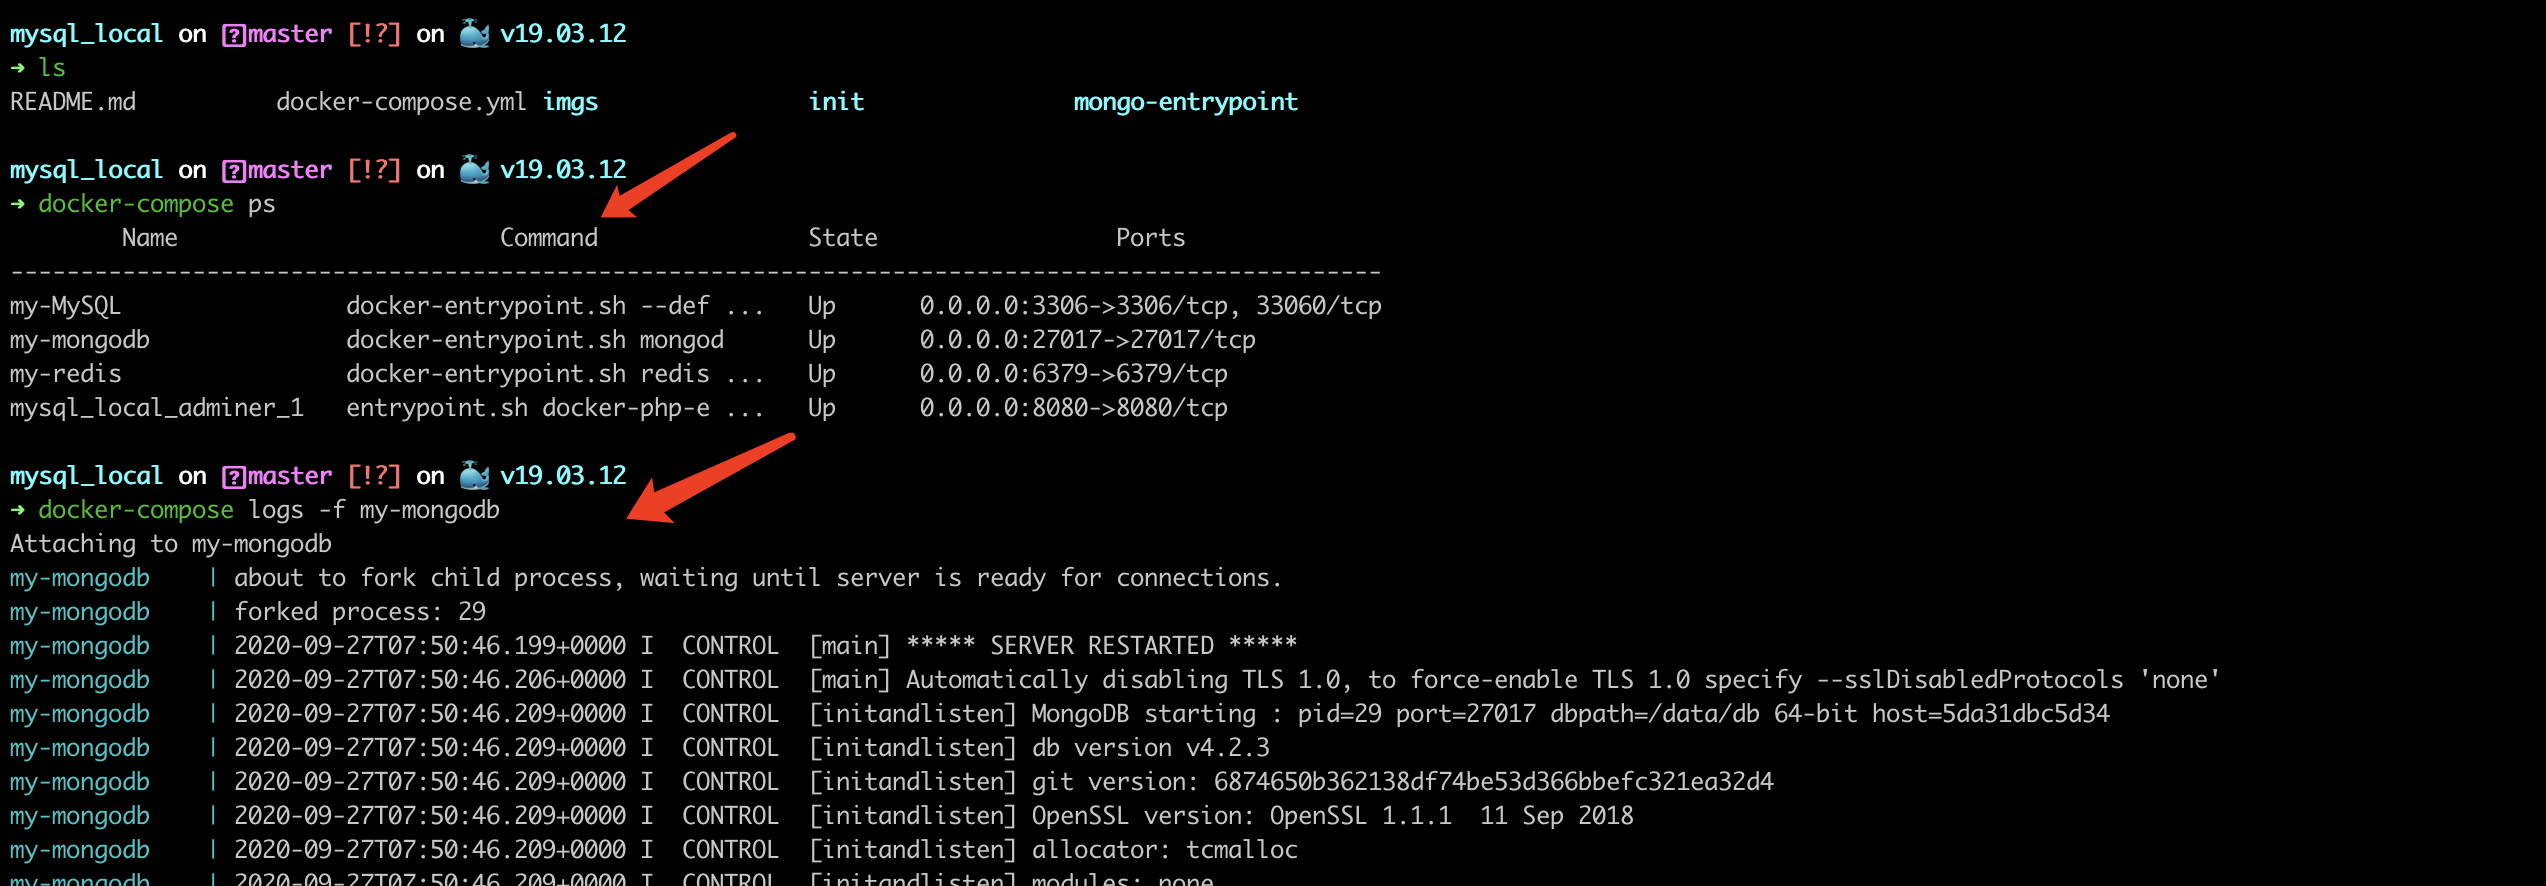 mysql_local on master [!?] on v19.03.12
→ ls
README.md docker-compose.yml imgs init mongo-entrypoint
mysql_local on master [!?] on v19.03.12
→ docker-compose ps
Name Command State Ports
--------------------------------------------------------------------------------------------------
my-MySQL docker-entrypoint.sh --def ... Up 0.0.0.0:3306->3306/tcp, 33060/tcp
my-mongodb docker-entrypoint.sh mongod Up 0.0.0.0:27017->27017/tcp
my-redis docker-entrypoint.sh redis ... Up 0.0.0.0:6379->6379/tcp
mysql_local_adminer_1 entrypoint.sh docker-php-e ... Up 0.0.0.0:8080->8080/tcp
mysql_local on master [!?] on v19.03.12
→ docker-compose logs -f my-mongodb
Attaching to my-mongodb
my-mongodb | about to fork child process, waiting until server is ready for connections.
my-mongodb | forked process: 29
my-mongodb | 2020-09-27T07:50:46.199+0000 I CONTROL [main] ***** SERVER RESTARTED *****
my-mongodb | 2020-09-27T07:50:46.206+0000 I CONTROL [main] Automatically disabling TLS 1.0, to force-enable TLS 1.0 specify --sslDisabledProtocols 'none'
my-mongodb | 2020-09-27T07:50:46.209+0000 I CONTROL [initandlisten] MongoDB starting : pid=29 port=27017 dbpath=/data/db 64-bit host=5da31dbc5d34
my-mongodb | 2020-09-27T07:50:46.209+0000 I CONTROL [initandlisten] db version v4.2.3
my-mongodb | 2020-09-27T07:50:46.209+0000 I CONTROL [initandlisten] git version: 6874650b362138df74be53d366bbefc321ea32d4
my-mongodb | 2020-09-27T07:50:46.209+0000 I CONTROL [initandlisten] OpenSSL version: OpenSSL 1.1.1 11 Sep 2018
my-mongodb | 2020-09-27T07:50:46.209+0000 I CONTROL [initandlisten] allocator: tcmalloc
my-mongodb | 2020-09-27T07:50:46.209+0000 I CONTROL [initandlisten] modules: none